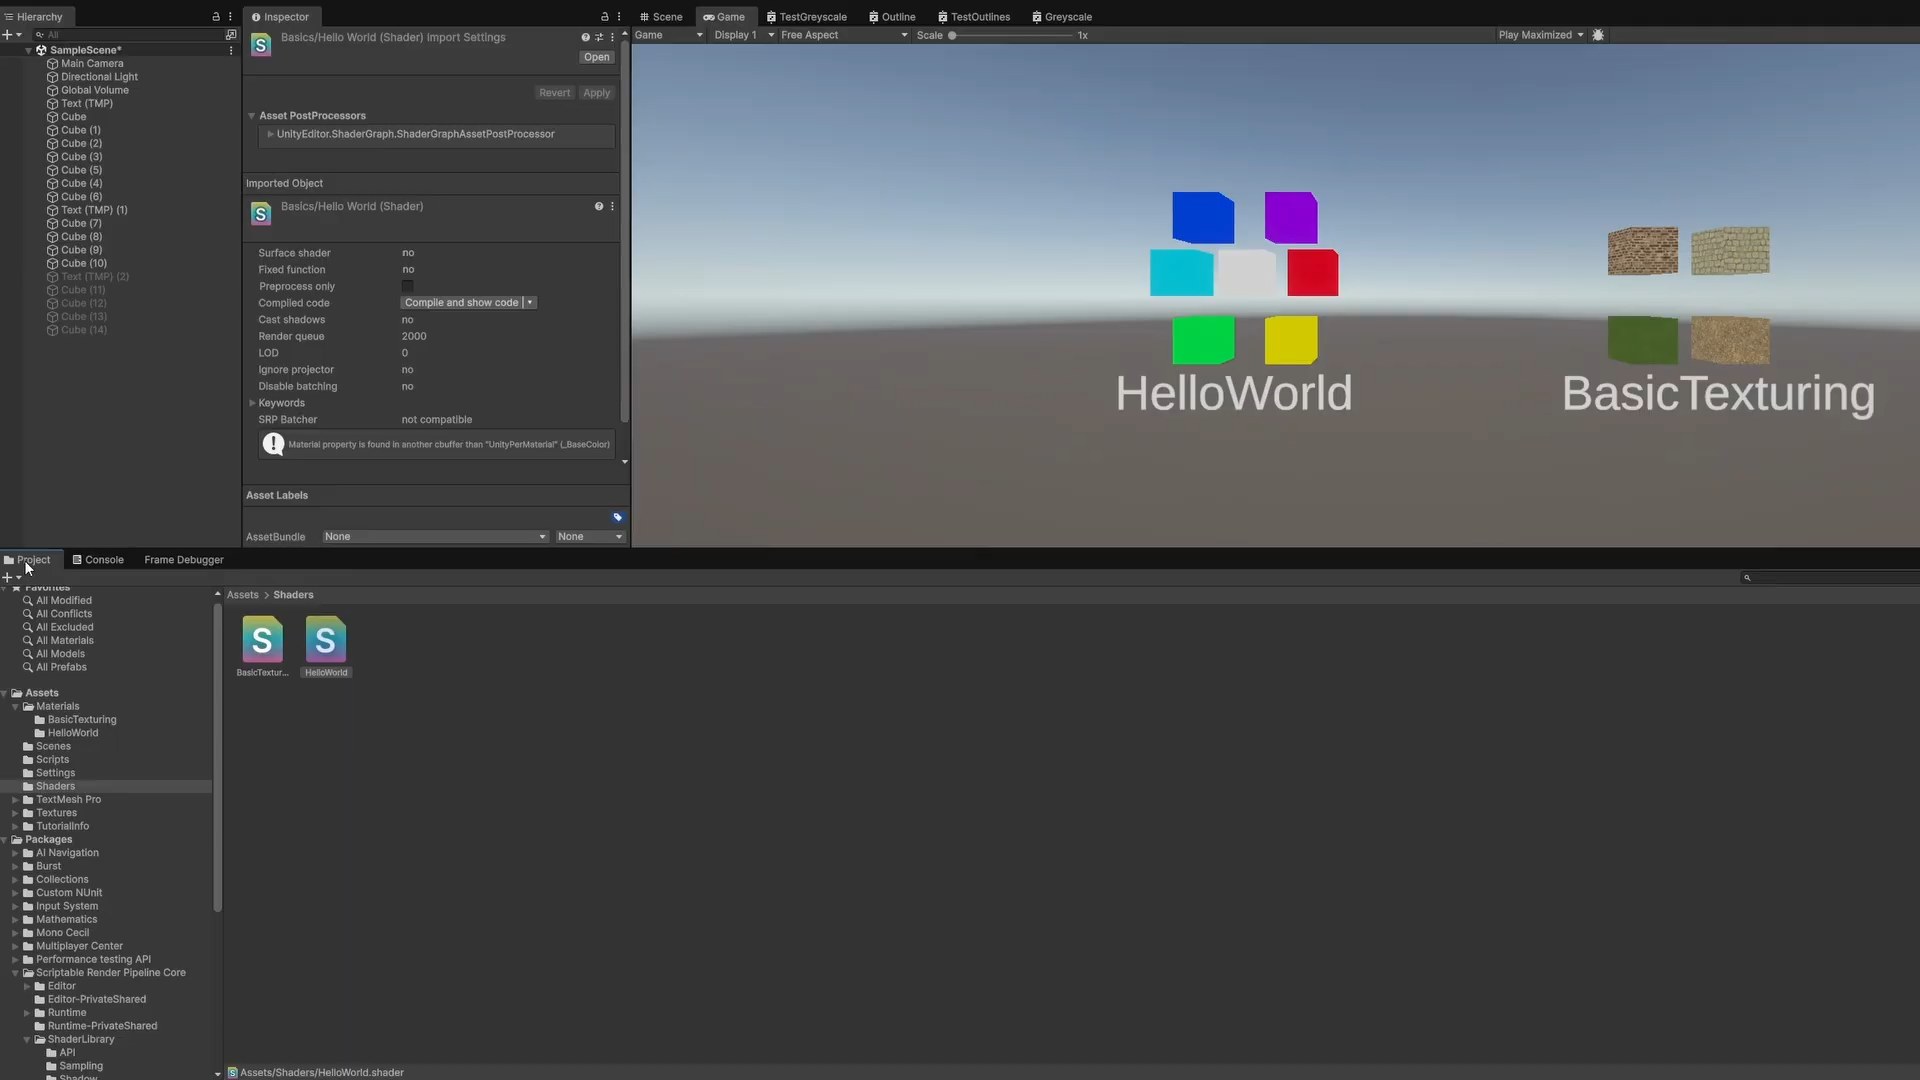 Hierarchy
Inspector
Scene
Game
TestGreyscale
Outline
TestOutlines
Greyscale
All
SampleScene*
Main Camera
Directional Light
Global Volume
Text (TMP)
Cube
Cube (1)
Cube (2)
Cube (3)
Cube (5)
Cube (4)
Cube (6)
Text (TMP) (1)
Cube (7)
Cube (8)
Cube (9)
Cube (10)
Text (TMP) (2)
Cube (11)
Cube (12)
Cube (13)
Cube (14)
Basics/Hello World (Shader) Import Settings
Open
Revert Apply
Asset PostProcessors
UnityEditor.ShaderGraph.ShaderGraphAssetPostProcessor
Imported Object
Basics/Hello World (Shader)
Surface shader no
Fixed function no
Preprocess only
Compiled code Compile and show code
Cast shadows no
Render queue 2000
LOD 0
Ignore projector no
Disable batching no
Keywords
SRP Batcher not compatible
Material property is found in another cbuffer than "UnityPerMaterial" (_BaseColor)
Asset Labels
AssetBundle None None
Game Display 1 Free Aspect Scale 1x Play Maximized
HelloWorld
BasicTexturing
Project Console Frame Debugger
Favorites
All Modified
All Conflicts
All Excluded
All Materials
All Models
All Prefabs
Assets
Materials
BasicTexturing
HelloWorld
Scenes
Scripts
Settings
Shaders
TextMesh Pro
Textures
TutorialInfo
Packages
AI Navigation
Burst
Collections
Custom NUnit
Input System
Mathematics
Mono Cecil
Multiplayer Center
Performance testing API
Scriptable Render Pipeline Core
Editor
Editor-PrivateShared
Runtime
Runtime-PrivateShared
ShaderLibrary
API
Sampling
Shadow
Assets > Shaders
S S
BasicTextur... HelloWorld
Assets/Shaders/HelloWorld.shader